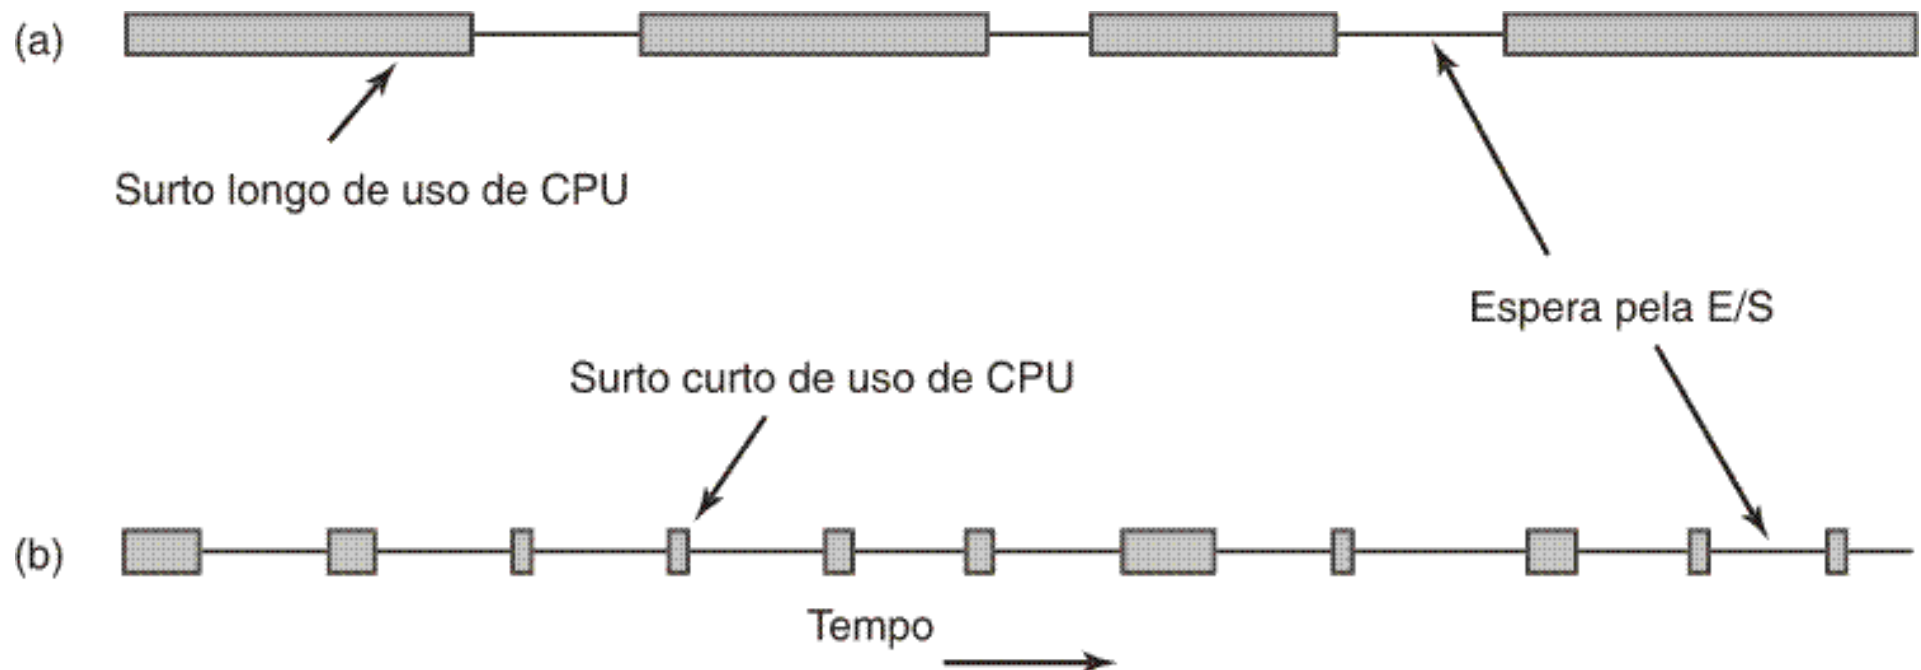 (a)
Surto longo de uso de CPU
Espera pela E/S
Surto curto de uso de CPU
(b)
Tempo